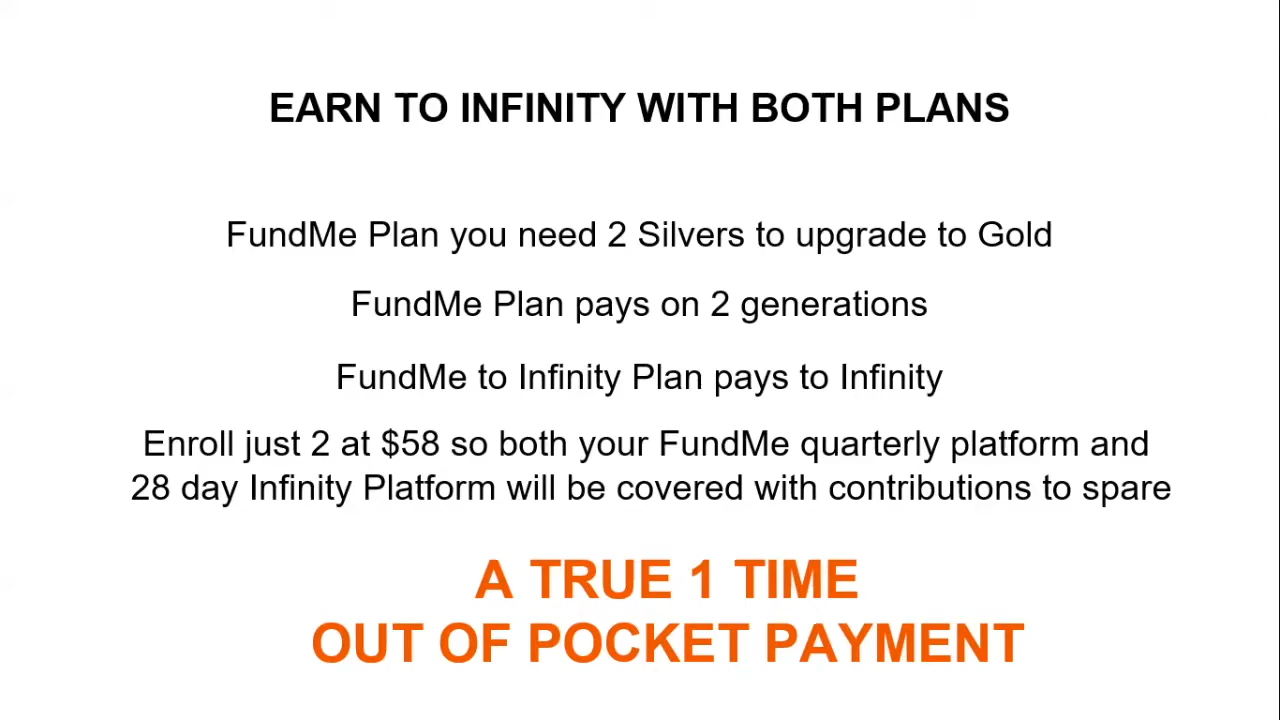 EARN TO INFINITY WITH BOTH PLANS
FundMe Plan you need 2 Silvers to upgrade to Gold
FundMe Plan pays on 2 generations
FundMe to Infinity Plan pays to Infinity
Enroll just 2 at $58 so both your FundMe quarterly platform and
28 day Infinity Platform will be covered with contributions to spare
A TRUE 1 TIME
OUT OF POCKET PAYMENT